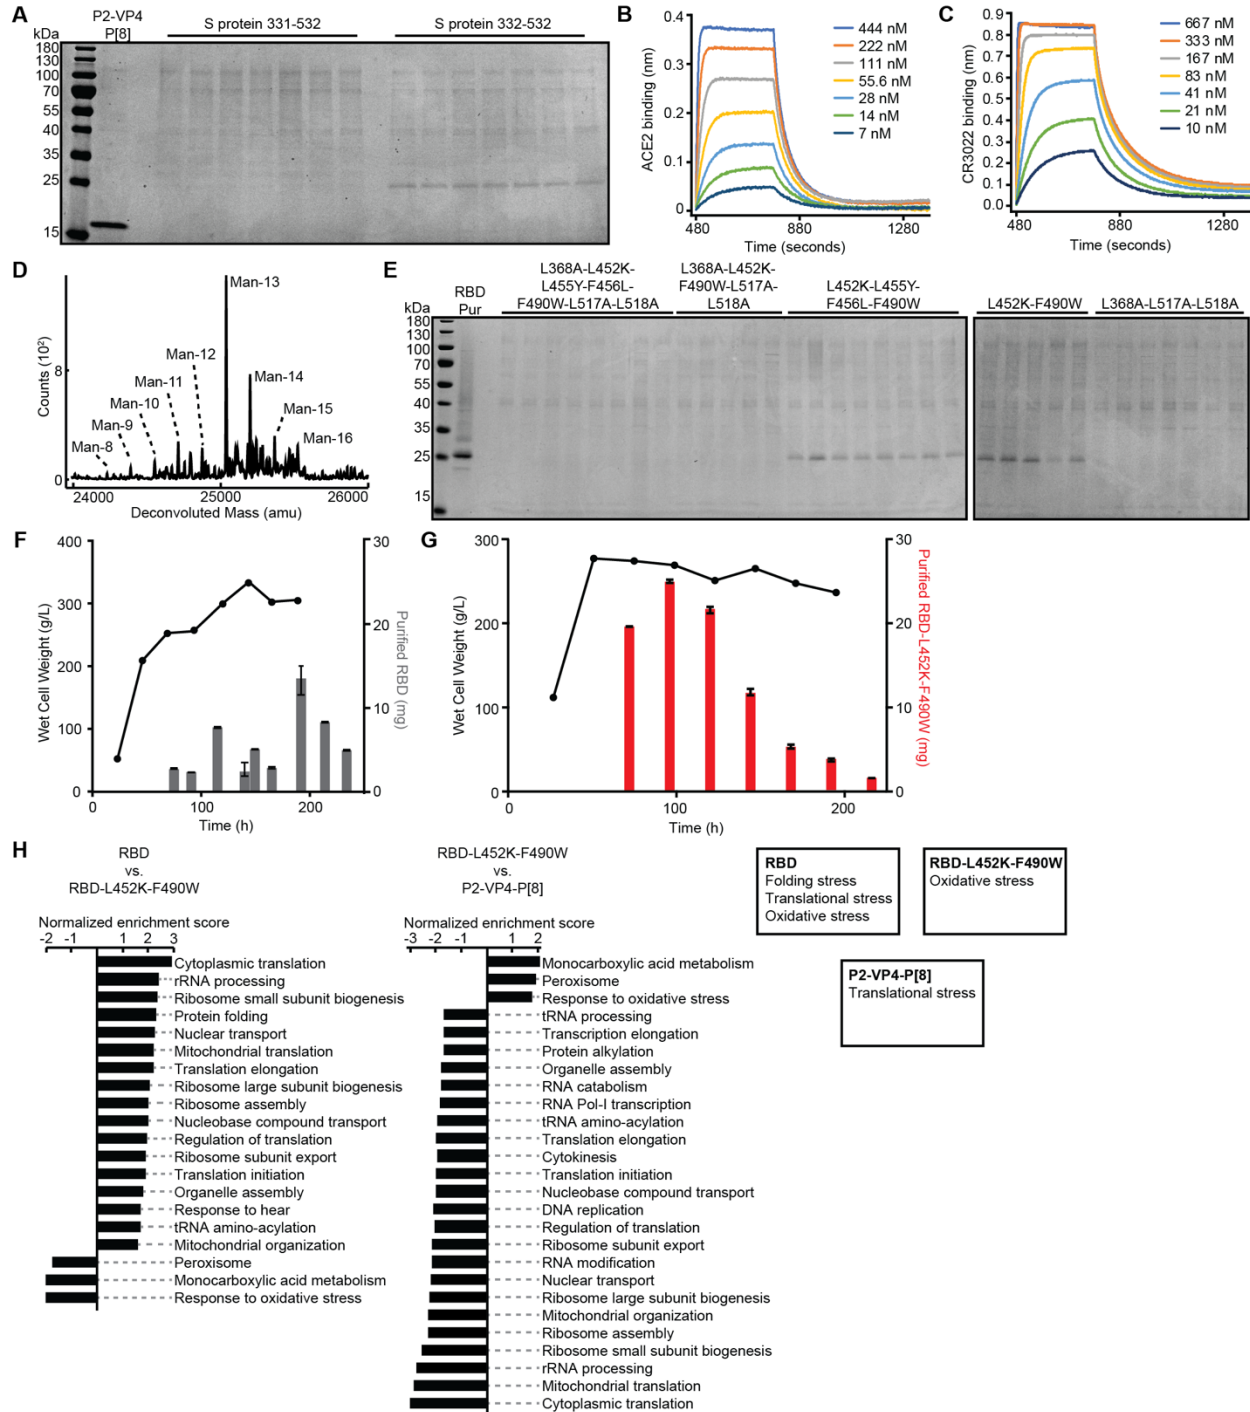 A
P2-VP4
P[8]
S protein 331-532
S protein 332-532
kDa
180
130
100
70
55
40
35
25
15
B
ACE2 binding (nm)
0.4
0.3
0.2
0.1
0
480
880
1280
Time (seconds)
444 nM
222 nM
111 nM
55.6 nM
28 nM
14 nM
7 nM
C
CR3022 binding (nm)
0.9
0.8
0.7
0.6
0.5
0.4
0.3
0.2
0.1
0.0
480
880
1280
Time (seconds)
667 nM
333 nM
167 nM
83 nM
41 nM
21 nM
10 nM
D
Counts (10²)
8
0
Man-8
Man-9
Man-10
Man-11
Man-12
Man-13
Man-14
Man-15
Man-16
24000
25000
26000
Deconvoluted Mass (amu)
E
kDa
RBD
Pur
L368A-L452K-
L455Y-F456L-
F490W-L517A-L518A
L368A-L452K-
F490W-L517A-
L518A
L452K-L455Y-
F456L-F490W
L452K-F490W
L368A-L517A-L518A
180
130
100
70
55
40
35
25
15
F
Wet Cell Weight (g/L)
400
300
200
100
0
0
100
200
Time (h)
30
20
10
0
Purified RBD (mg)
G
Wet Cell Weight (g/L)
300
200
100
0
0
100
200
Time (h)
30
20
10
0
Purified RBD-L452K-F490W (mg)
H
RBD
vs.
RBD-L452K-F490W
Normalized enrichment score
-2 -1 1 2 3
Cytoplasmic translation
rRNA processing
Ribosome small subunit biogenesis
Protein folding
Nuclear transport
Mitochondrial translation
Translation elongation
Ribosome large subunit biogenesis
Ribosome assembly
Nucleobase compound transport
Regulation of translation
Ribosome subunit export
Translation initiation
Organelle assembly
Response to hear
tRNA amino-acylation
Mitochondrial organization
Peroxisome
Monocarboxylic acid metabolism
Response to oxidative stress
RBD-L452K-F490W
vs.
P2-VP4-P[8]
Normalized enrichment score
-3 -2 -1 1 2
Monocarboxylic acid metabolism
Peroxisome
Response to oxidative stress
tRNA processing
Transcription elongation
Protein alkylation
Organelle assembly
RNA catabolism
RNA Pol-I transcription
tRNA amino-acylation
Translation elongation
Cytokinesis
Translation initiation
Nucleobase compound transport
DNA replication
Regulation of translation
Ribosome subunit export
RNA modification
Nuclear transport
Ribosome large subunit biogenesis
Mitochondrial organization
Ribosome assembly
Ribosome small subunit biogenesis
rRNA processing
Mitochondrial translation
Cytoplasmic translation
RBD
Folding stress
Translational stress
Oxidative stress
RBD-L452K-F490W
Oxidative stress
P2-VP4-P[8]
Translational stress